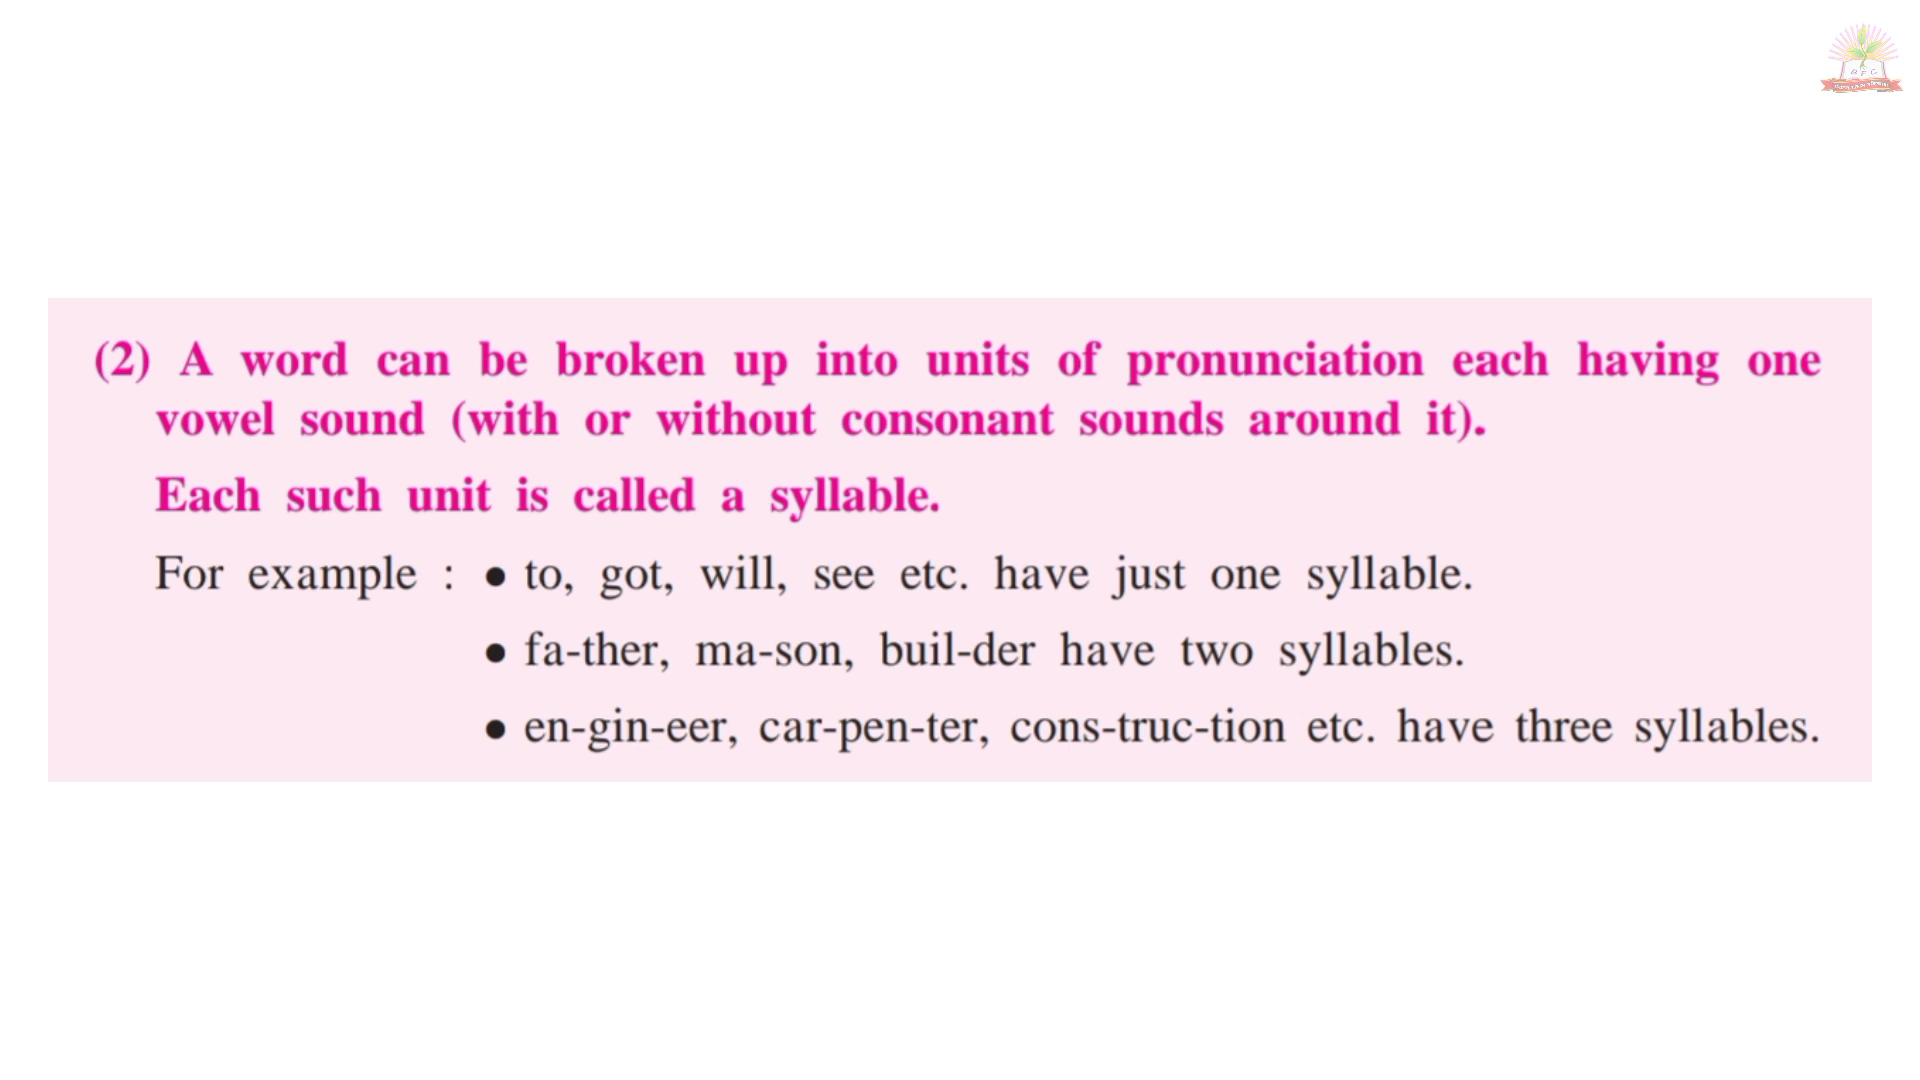 (2) A word can be broken up into units of pronunciation each having one
vowel sound (with or without consonant sounds around it).
Each such unit is called a syllable.
For example : • to, got, will, see etc. have just one syllable.
• fa-ther, ma-son, buil-der have two syllables.
• en-gin-eer, car-pen-ter, cons-truc-tion etc. have three syllables.